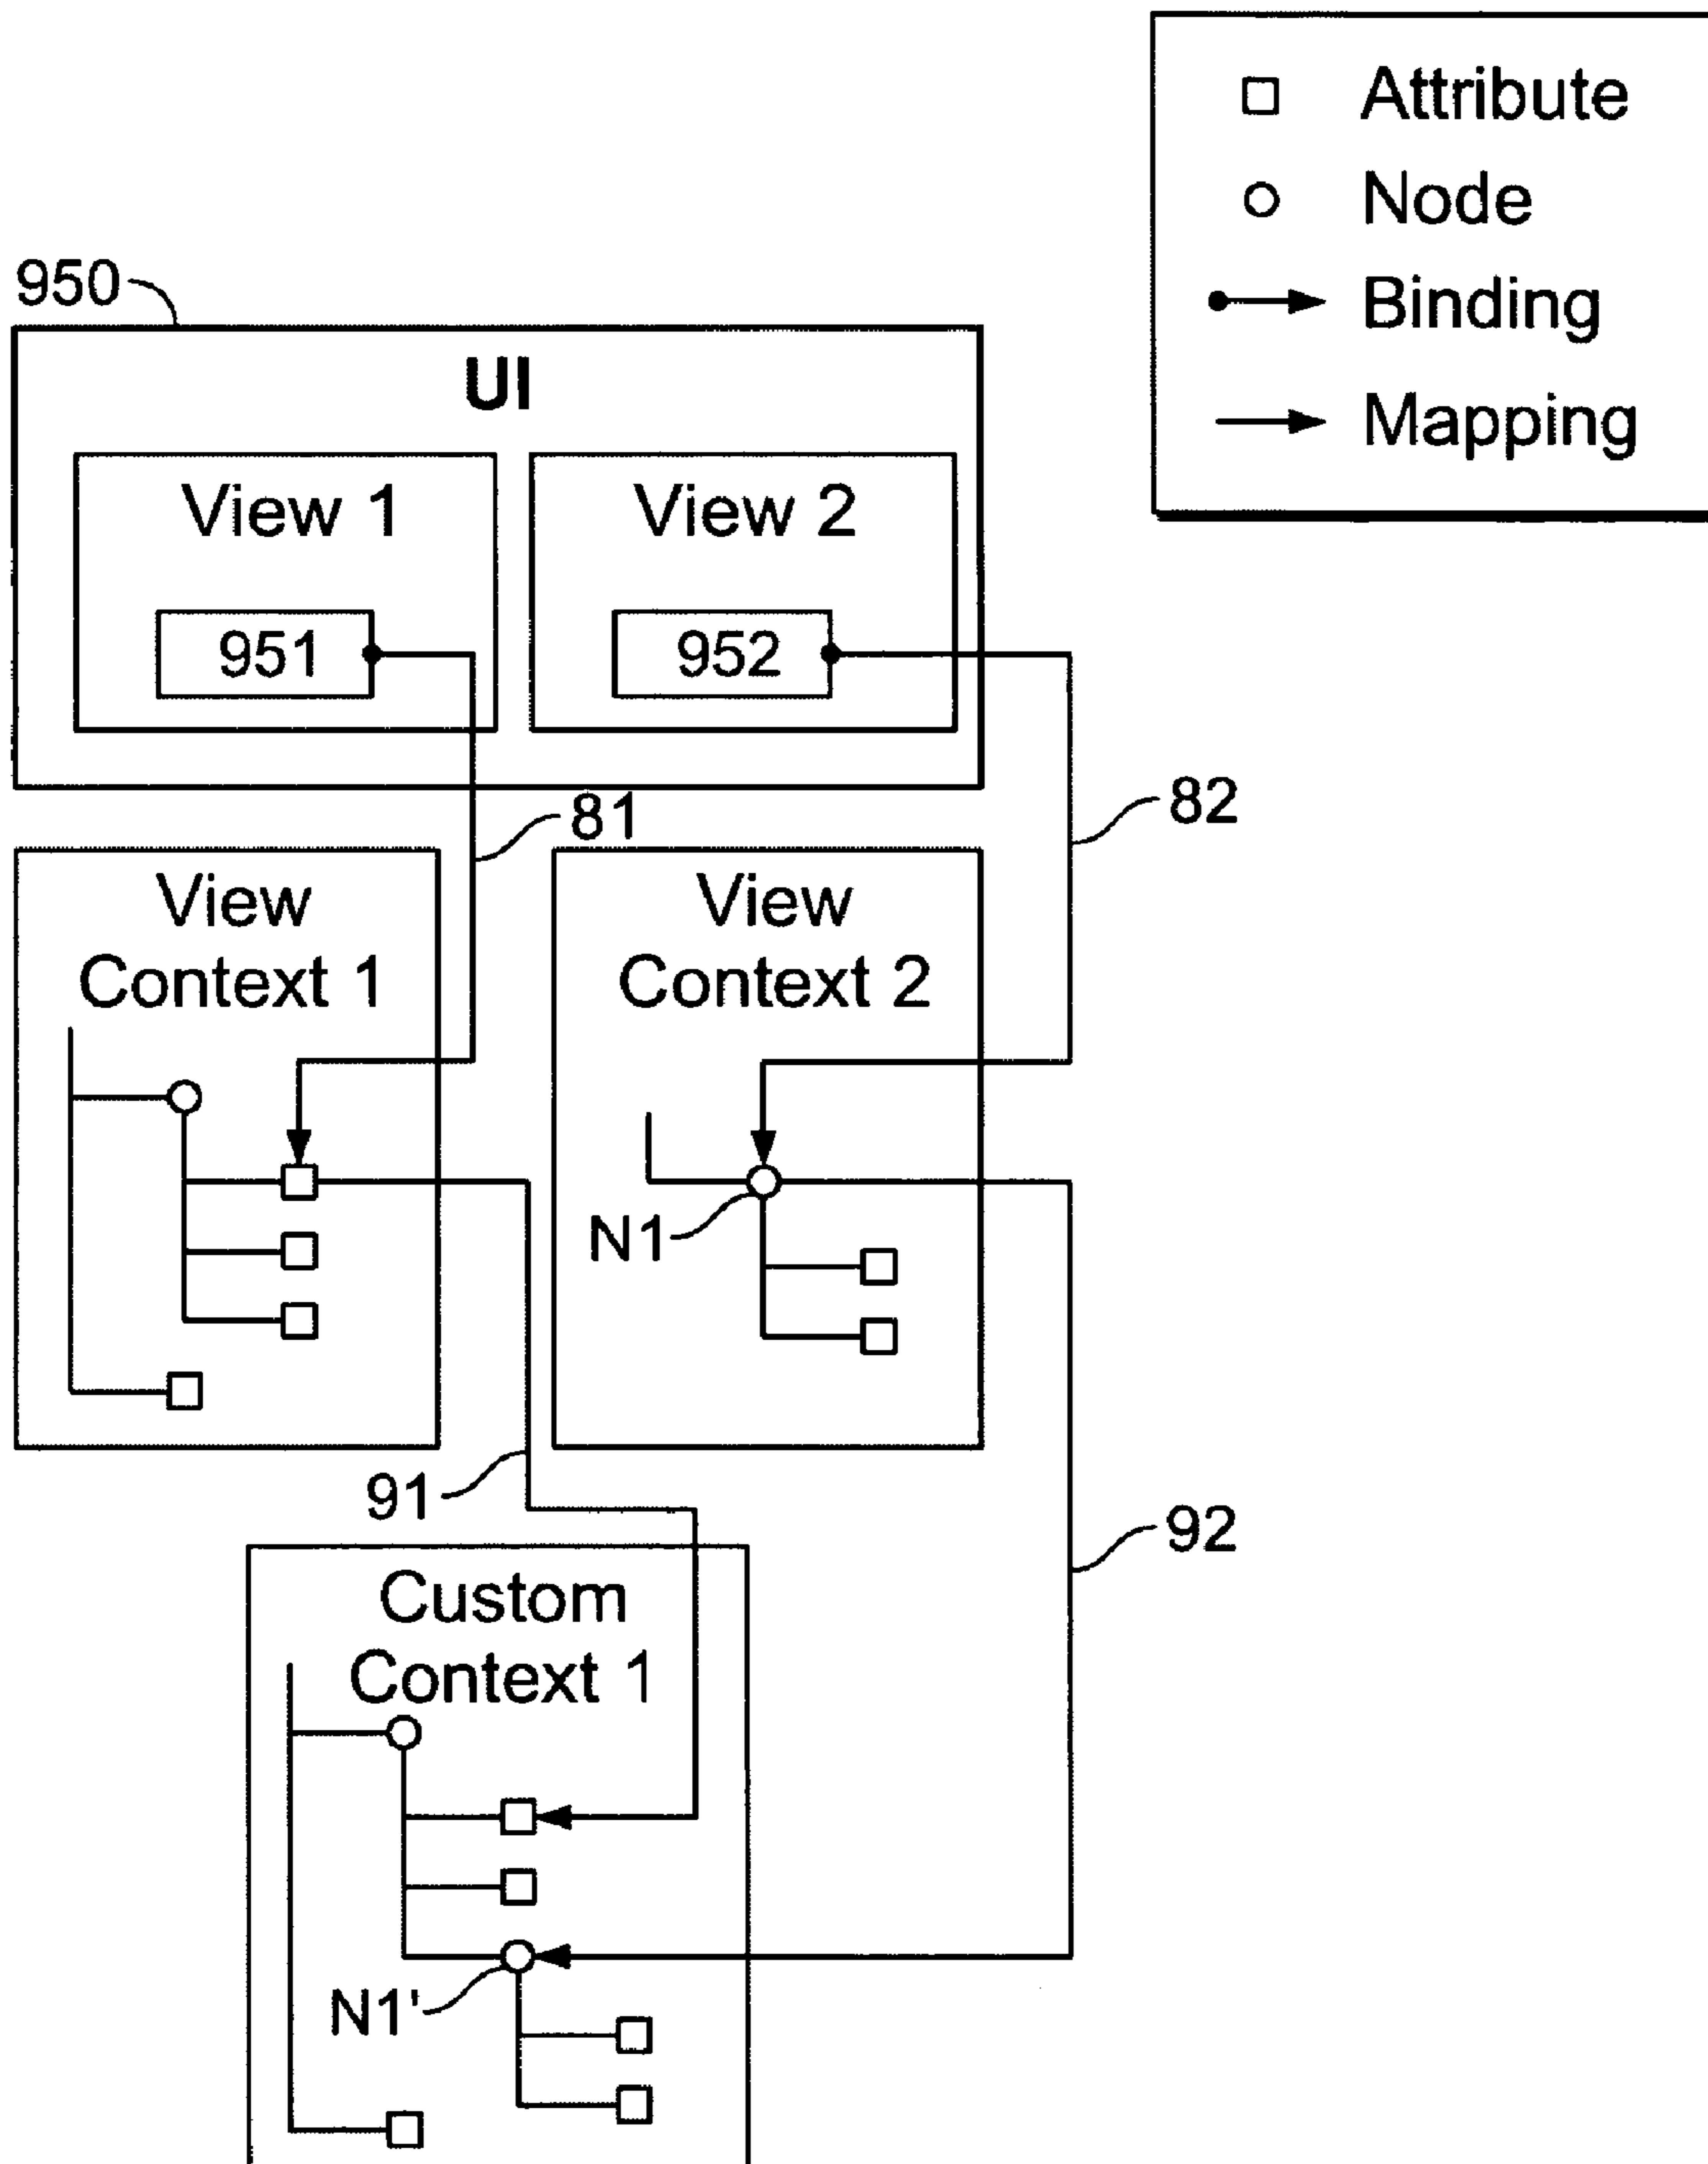 Attribute
Node
Binding
Mapping
950
UI
View 1
View 2
951
952
81
82
View
Context 1
View
Context 2
N1
91
92
Custom
Context 1
N1'